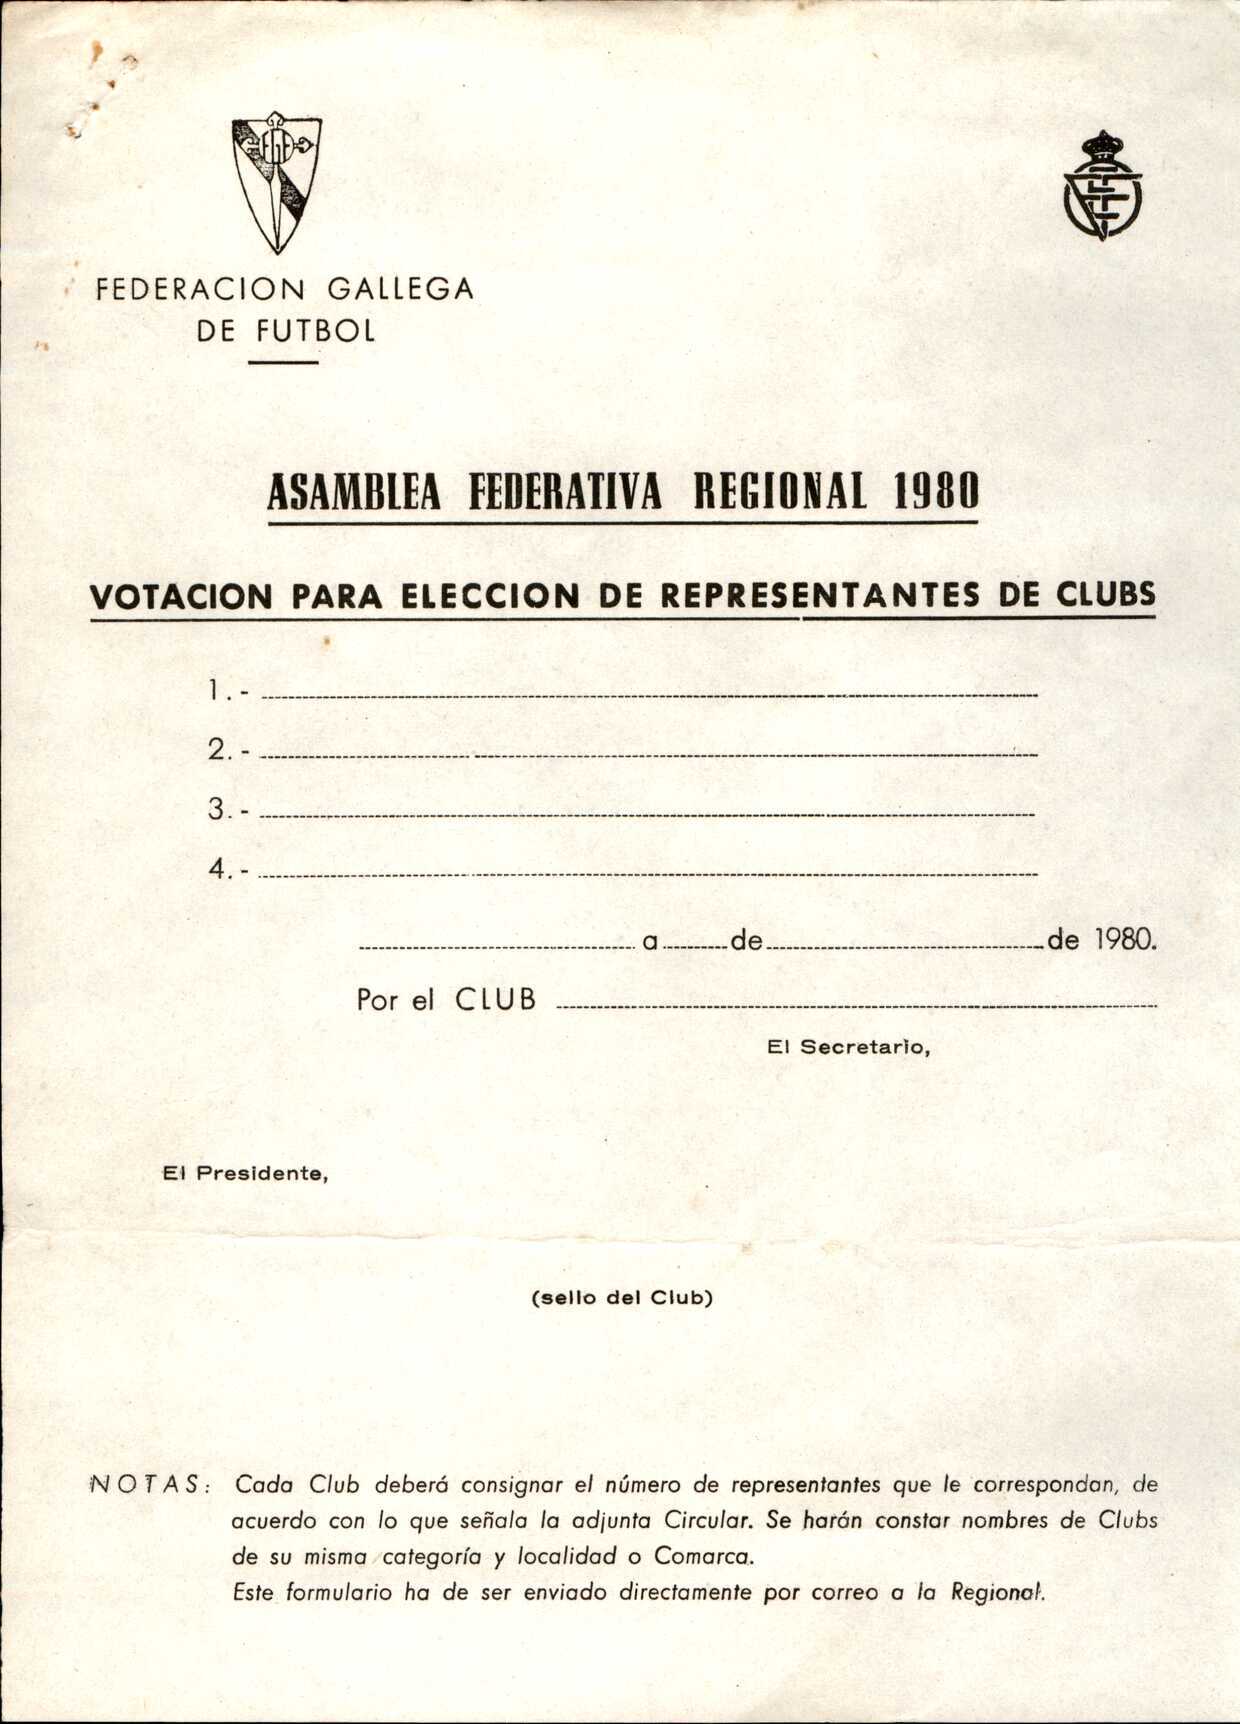 FGF
FEDERACION GALLEGA
DE FUTBOL
ASAMBLEA FEDERATIVA REGIONAL 1980
VOTACION PARA ELECCION DE REPRESENTANTES DE CLUBS
1.-
2.-
3.-
4.-
a de de 1980.
Por el CLUB
El Secretario,
El Presidente,
(sello del Club)
NOTAS: Cada Club deberá consignar el número de representantes que le correspondan, de
acuerdo con lo que señala la adjunta Circular. Se harán constar nombres de Clubs
de su misma categoría y localidad o Comarca.
Este formulario ha de ser enviado directamente por correo a la Regional.